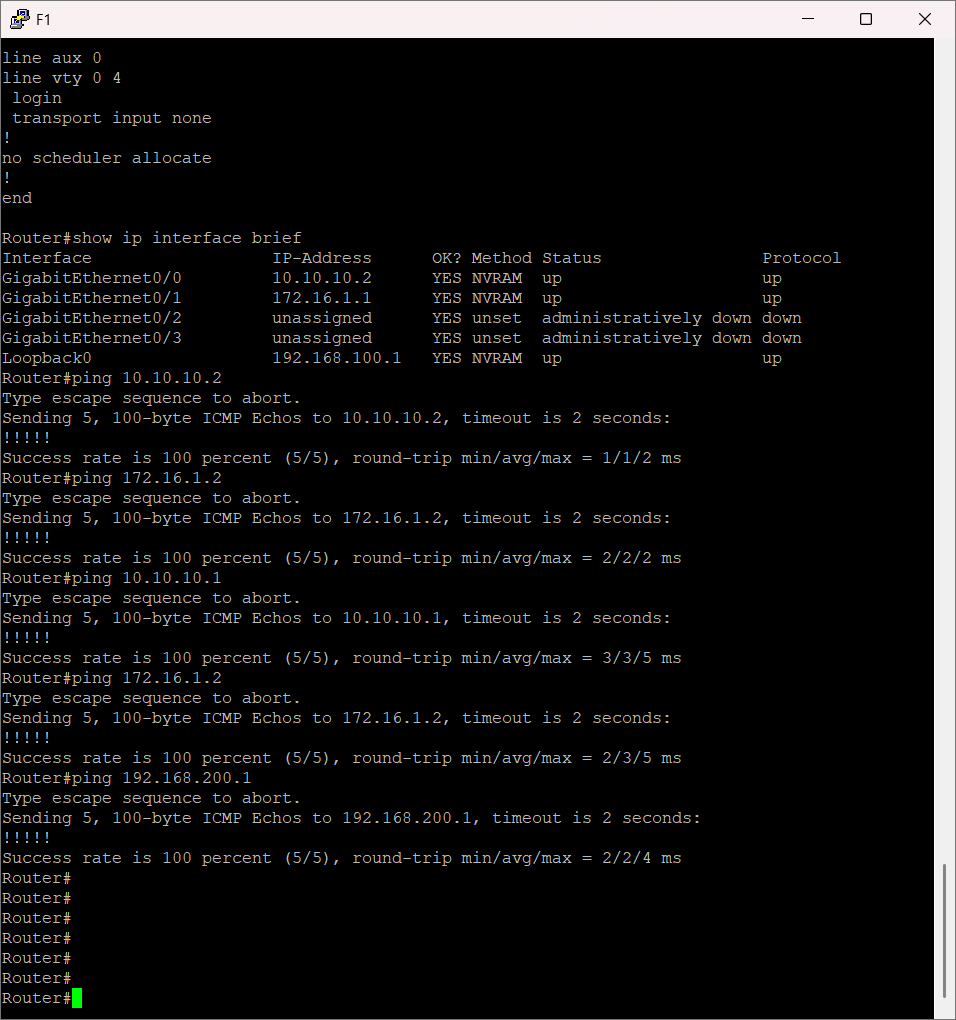 F1
line aux 0
line vty 0 4
 login
 transport input none
!
no scheduler allocate
!
end

Router#show ip interface brief
Interface                  IP-Address      OK? Method Status                Protocol
GigabitEthernet0/0         10.10.10.2      YES NVRAM  up                    up
GigabitEthernet0/1         172.16.1.1      YES NVRAM  up                    up
GigabitEthernet0/2         unassigned      YES unset  administratively down down
GigabitEthernet0/3         unassigned      YES unset  administratively down down
Loopback0                  192.168.100.1   YES NVRAM  up                    up
Router#ping 10.10.10.2
Type escape sequence to abort.
Sending 5, 100-byte ICMP Echos to 10.10.10.2, timeout is 2 seconds:
!!!!!
Success rate is 100 percent (5/5), round-trip min/avg/max = 1/1/2 ms
Router#ping 172.16.1.2
Type escape sequence to abort.
Sending 5, 100-byte ICMP Echos to 172.16.1.2, timeout is 2 seconds:
!!!!!
Success rate is 100 percent (5/5), round-trip min/avg/max = 2/2/2 ms
Router#ping 10.10.10.1
Type escape sequence to abort.
Sending 5, 100-byte ICMP Echos to 10.10.10.1, timeout is 2 seconds:
!!!!!
Success rate is 100 percent (5/5), round-trip min/avg/max = 3/3/5 ms
Router#ping 172.16.1.2
Type escape sequence to abort.
Sending 5, 100-byte ICMP Echos to 172.16.1.2, timeout is 2 seconds:
!!!!!
Success rate is 100 percent (5/5), round-trip min/avg/max = 2/3/5 ms
Router#ping 192.168.200.1
Type escape sequence to abort.
Sending 5, 100-byte ICMP Echos to 192.168.200.1, timeout is 2 seconds:
!!!!!
Success rate is 100 percent (5/5), round-trip min/avg/max = 2/2/4 ms
Router#
Router#
Router#
Router#
Router#
Router#
Router#